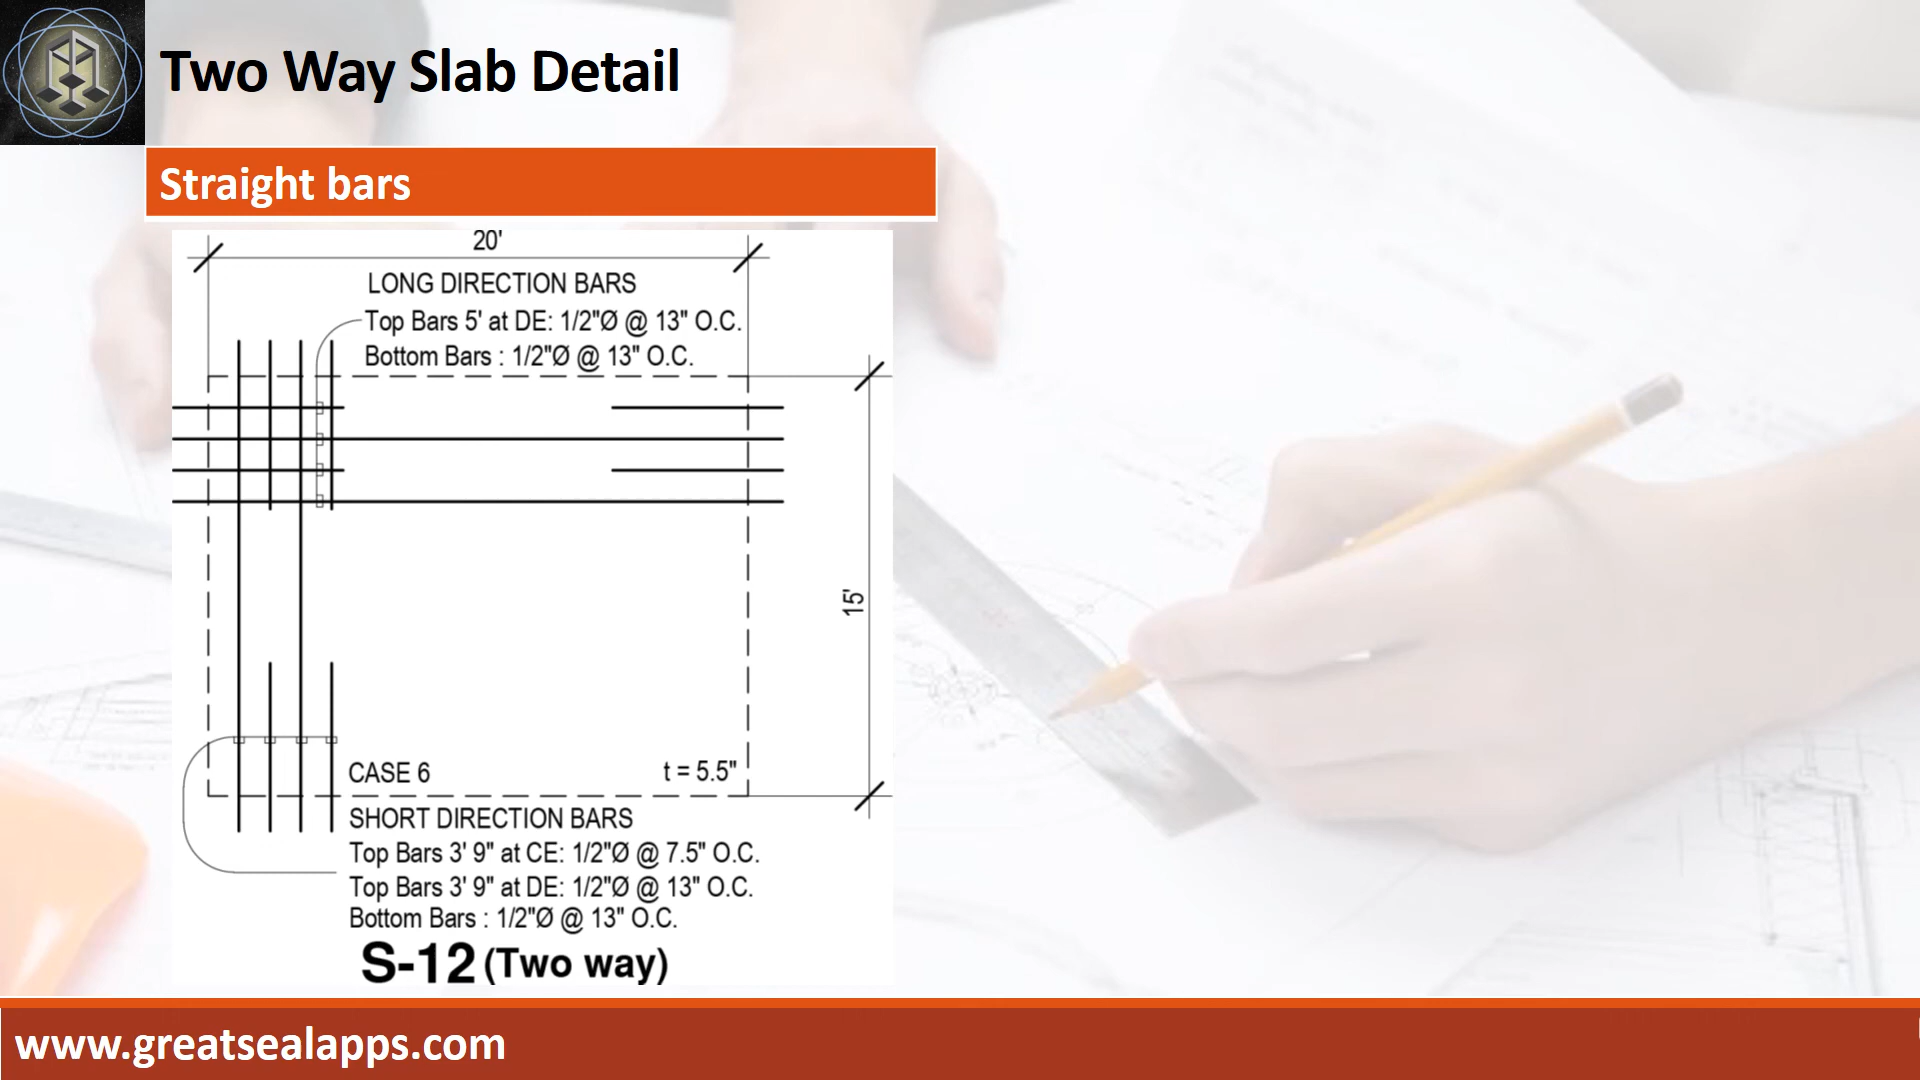 Two Way Slab Detail
Straight bars
20'
LONG DIRECTION BARS
Top Bars 5' at DE: 1/2"Ø @ 13" O.C.
Bottom Bars : 1/2"Ø @ 13" O.C.
15'
CASE 6
t = 5.5"
SHORT DIRECTION BARS
Top Bars 3' 9" at CE: 1/2"Ø @ 7.5" O.C.
Top Bars 3' 9" at DE: 1/2"Ø @ 13" O.C.
Bottom Bars : 1/2"Ø @ 13" O.C.
S-12 (Two way)
www.greatsealapps.com